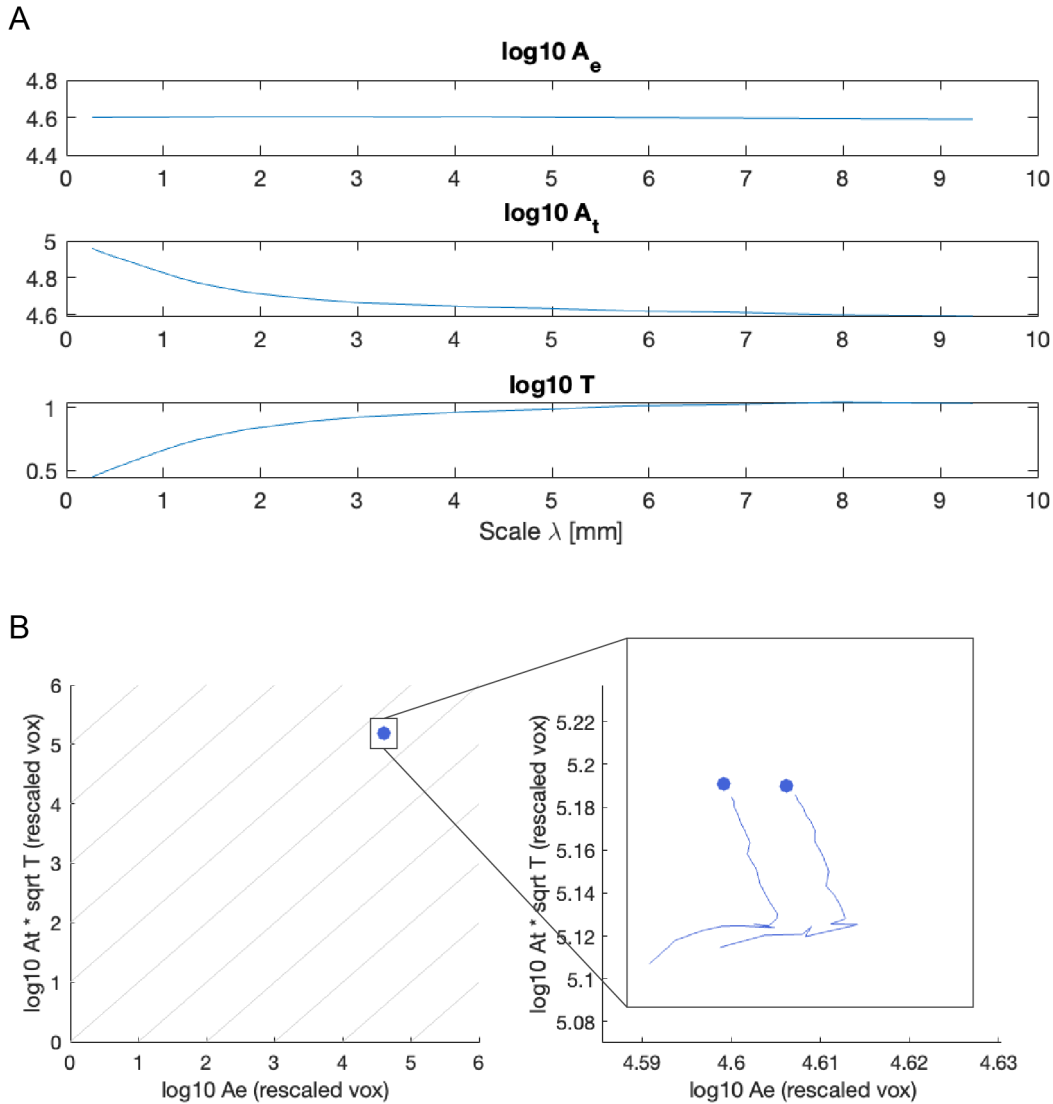 A
log10 A_e
4.8
4.6
4.4
0 1 2 3 4 5 6 7 8 9 10
log10 A_t
5
4.8
4.6
0 1 2 3 4 5 6 7 8 9 10
log10 T
1
0.5
0 1 2 3 4 5 6 7 8 9 10
Scale λ [mm]
B
log10 At * sqrt T (rescaled vox)
6
5
4
3
2
1
0
0 1 2 3 4 5 6
log10 Ae (rescaled vox)
log10 At * sqrt T (rescaled vox)
5.22
5.2
5.18
5.16
5.14
5.12
5.1
5.08
4.59 4.6 4.61 4.62 4.63
log10 Ae (rescaled vox)